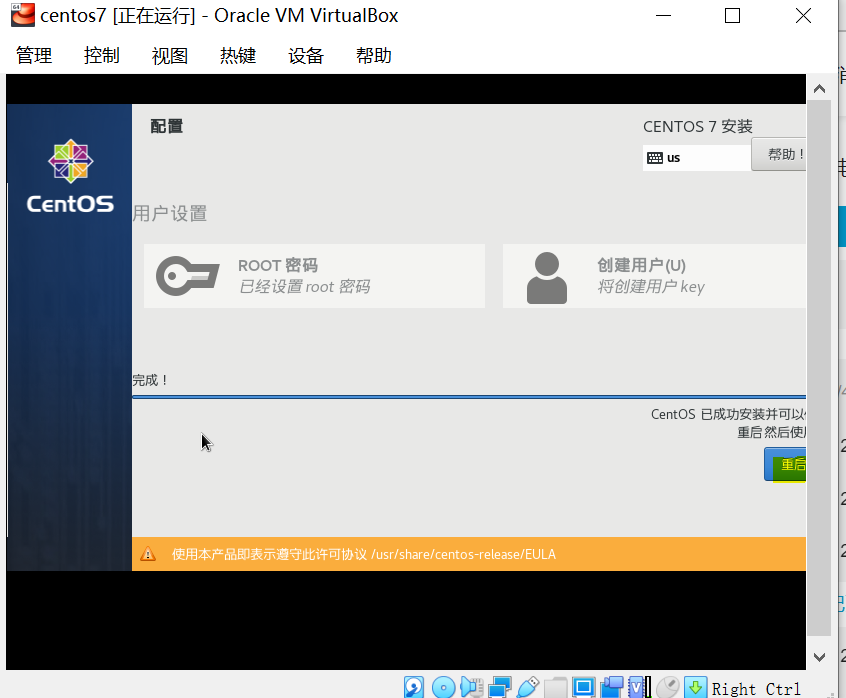 centos7 [正在运行] - Oracle VM VirtualBox
管理 控制 视图 热键 设备 帮助
配置
CENTOS 7 安装
us
帮助！
CentOS
用户设置
ROOT 密码
已经设置 root 密码
创建用户(U)
将创建用户 key
完成！
CentOS 已成功安装并可以
重启然后使
重启
使用本产品即表示遵守此许可协议 /usr/share/centos-release/EULA
Right Ctrl